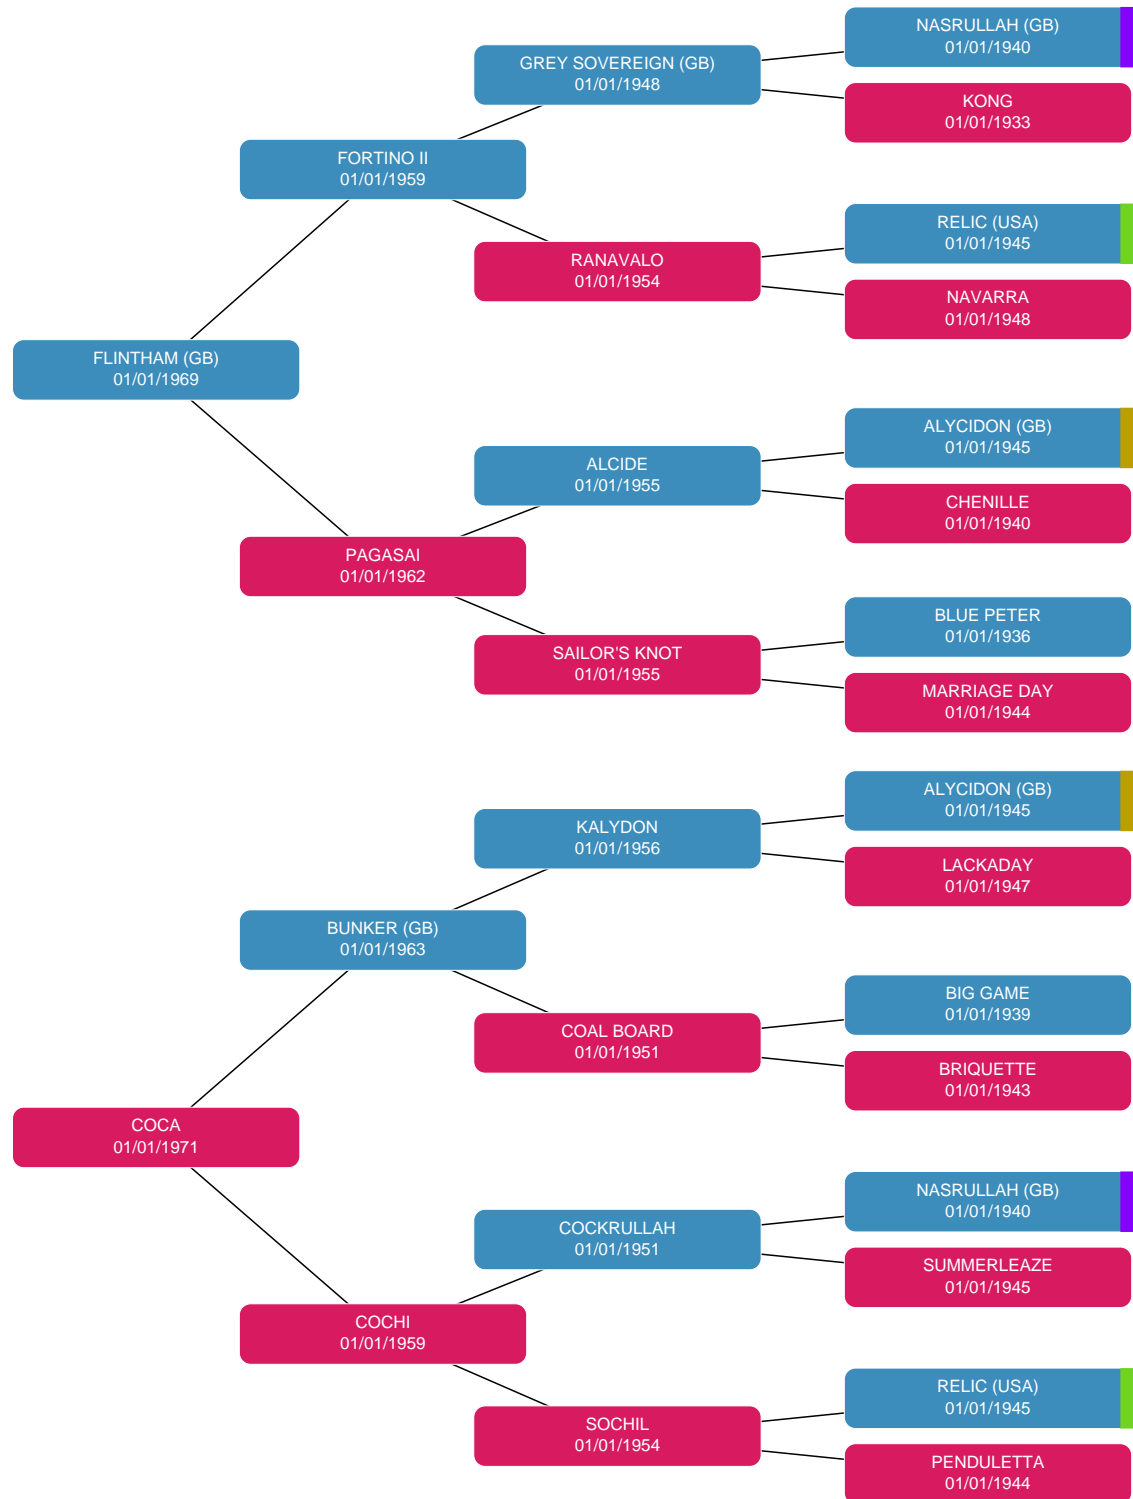 NASRULLAH (GB)
01/01/1940
GREY SOVEREIGN (GB)
01/01/1948
KONG
01/01/1933
FORTINO II
01/01/1959
RELIC (USA)
01/01/1945
RANAVALO
01/01/1954
NAVARRA
01/01/1948
FLINTHAM (GB)
01/01/1969
ALYCIDON (GB)
01/01/1945
ALCIDE
01/01/1955
CHENILLE
01/01/1940
PAGASAI
01/01/1962
BLUE PETER
01/01/1936
SAILOR'S KNOT
01/01/1955
MARRIAGE DAY
01/01/1944
ALYCIDON (GB)
01/01/1945
KALYDON
01/01/1956
LACKADAY
01/01/1947
BUNKER (GB)
01/01/1963
BIG GAME
01/01/1939
COAL BOARD
01/01/1951
BRIQUETTE
01/01/1943
COCA
01/01/1971
NASRULLAH (GB)
01/01/1940
COCKRULLAH
01/01/1951
SUMMERLEAZE
01/01/1945
COCHI
01/01/1959
RELIC (USA)
01/01/1945
SOCHIL
01/01/1954
PENDULETTA
01/01/1944